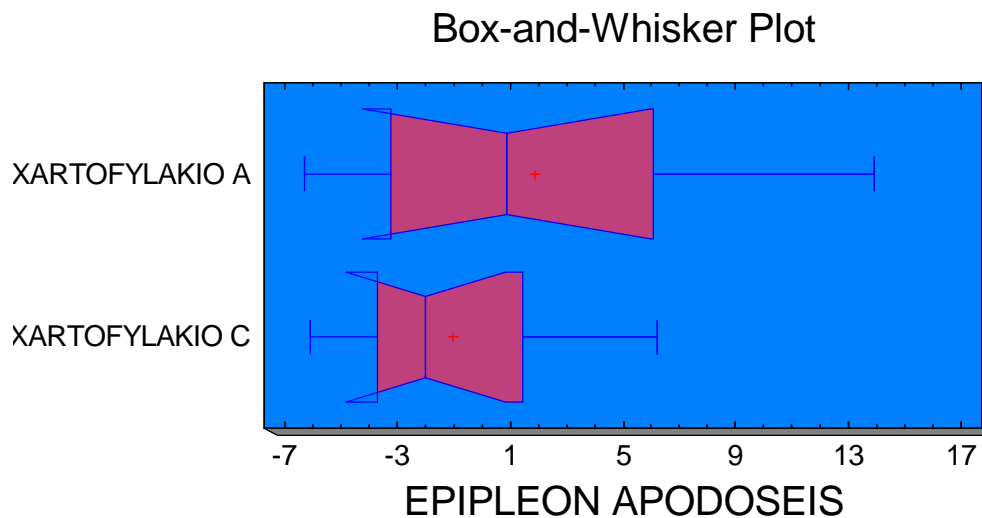 Box-and-Whisker Plot
XARTOFYLAKIO A
XARTOFYLAKIO C
-7 -3 1 5 9 13 17
EPIPLEON APODOSEIS